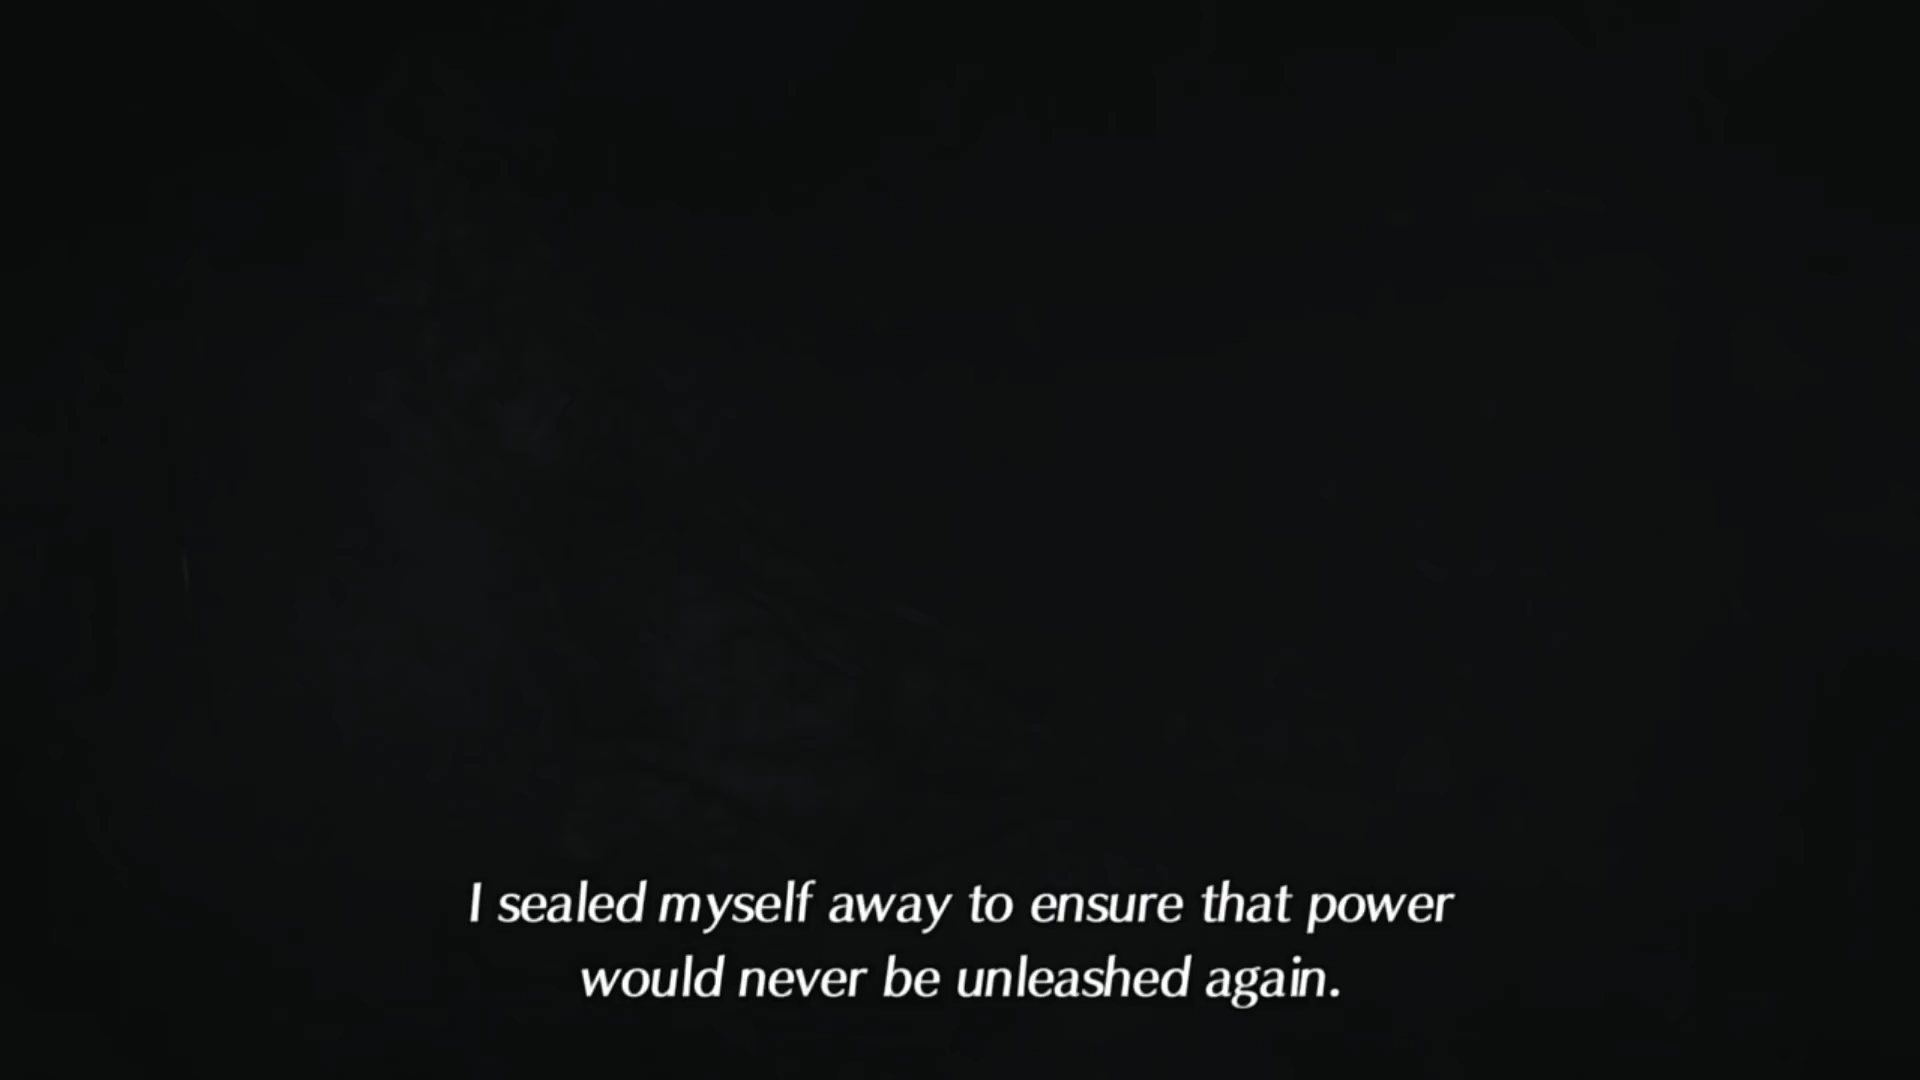 I sealed myself away to ensure that power
would never be unleashed again.